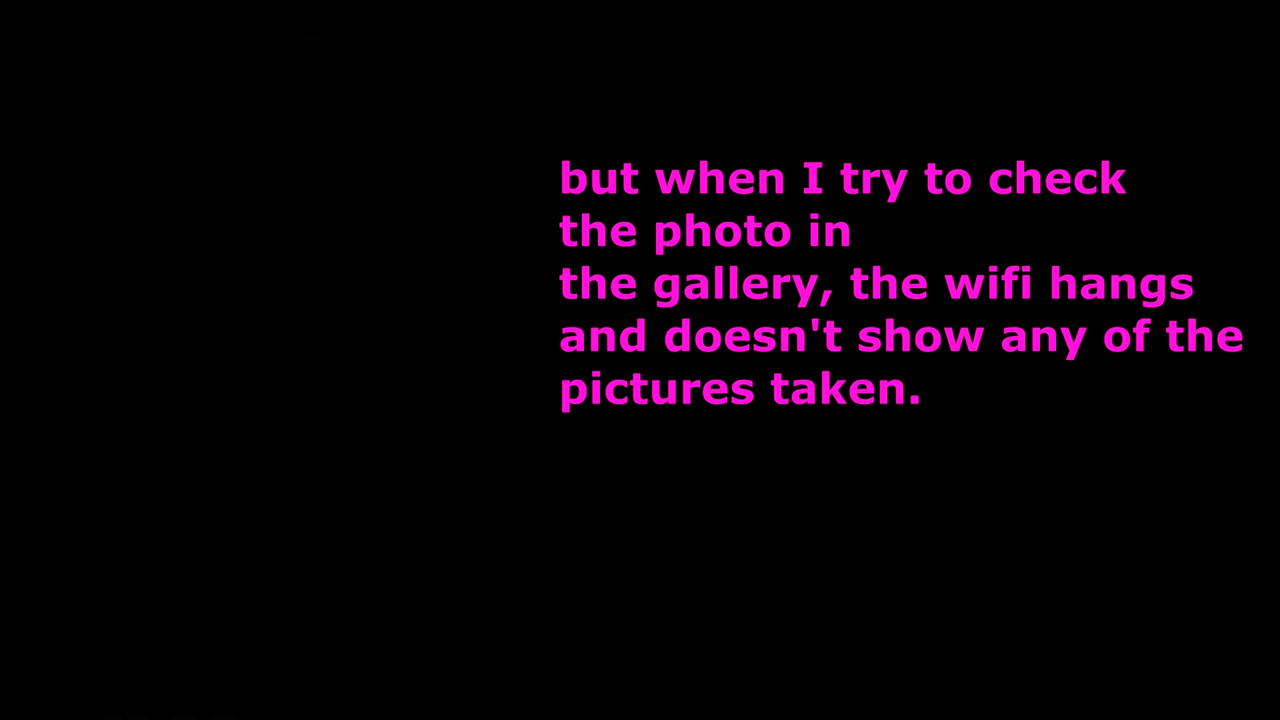 but when I try to check
the photo in
the gallery, the wifi hangs
and doesn't show any of the
pictures taken.